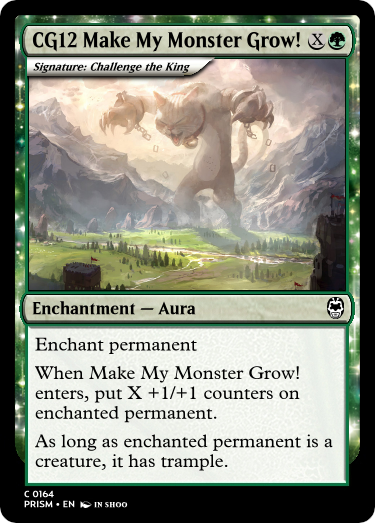 CG12 Make My Monster Grow! X
Signature: Challenge the King
Enchantment — Aura
Enchant permanent
When Make My Monster Grow!
enters, put X +1/+1 counters on
enchanted permanent.
As long as enchanted permanent is a
creature, it has trample.
C 0164
PRISM • EN IN SHOO